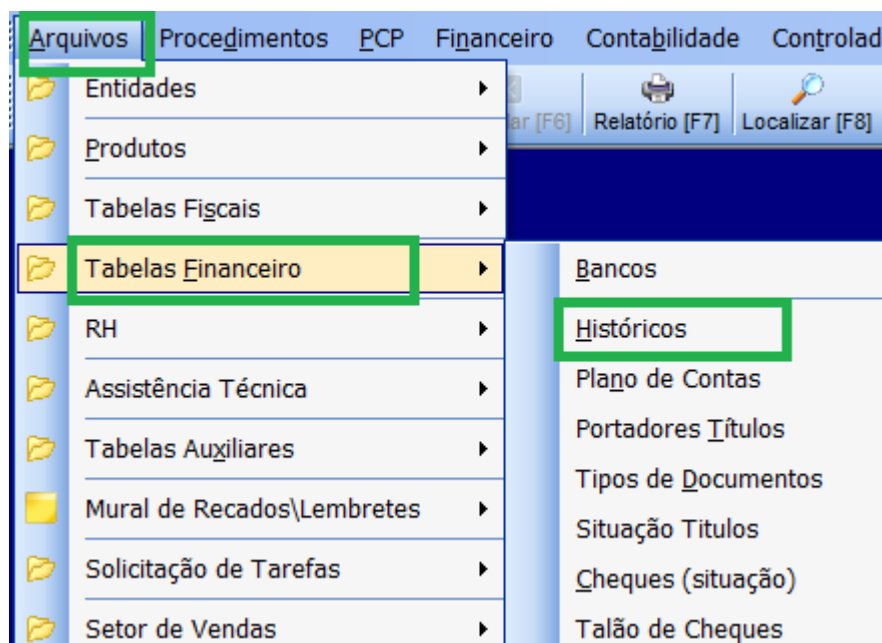 Arquivos Procedimentos PCP Financeiro Contabilidade Controlad
ar [F6] Relatório [F7] Localizar [F8]
Entidades
Produtos
Tabelas Fiscais
Tabelas Financeiro
RH
Assistência Técnica
Tabelas Auxiliares
Mural de Recados\Lembretes
Solicitação de Tarefas
Setor de Vendas
Bancos
Históricos
Plano de Contas
Portadores Títulos
Tipos de Documentos
Situação Titulos
Cheques (situação)
Talão de Cheques